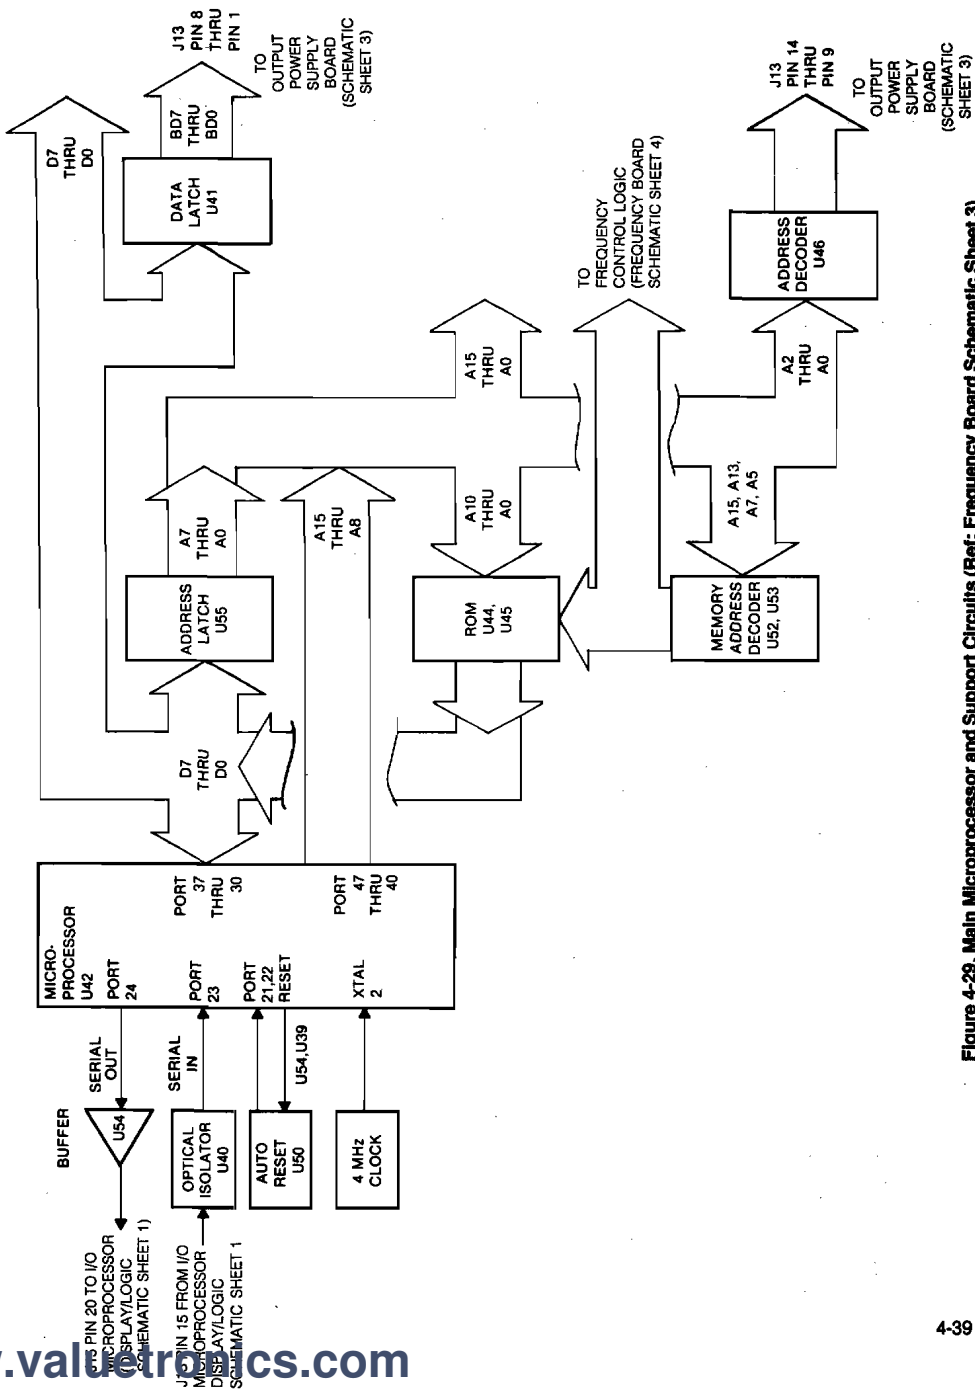 J13
PIN 8
THRU
PIN 1
TO
OUTPUT
POWER
SUPPLY
BOARD
(SCHEMATIC
SHEET 3)
D7
THRU
D0
BD7
THRU
BD0
DATA
LATCH
U41
J13
PIN 14
THRU
PIN 9
TO
OUTPUT
POWER
SUPPLY
BOARD
(SCHEMATIC
SHEET 3)
TO
FREQUENCY
CONTROL LOGIC
(FREQUENCY BOARD
SCHEMATIC SHEET 4)
ADDRESS
DECODER
U46
A15
THRU
A0
A2
THRU
A0
A7
THRU
A0
A15
THRU
A8
A10
THRU
A0
A15, A13,
A7, A5
ADDRESS
LATCH
U55
ROM
U44,
U45
MEMORY
ADDRESS
DECODER
U52, U53
D7
THRU
D0
MICRO-
PROCESSOR
U42
PORT
24
PORT
37
THRU
30
PORT
23
PORT
21,22
RESET
PORT
47
THRU
40
XTAL
2
SERIAL
OUT
SERIAL
IN
U54,U39
BUFFER
U54
OPTICAL
ISOLATOR
U40
AUTO
RESET
U50
4 MHz
CLOCK
J13 PIN 20 TO I/O
MICROPROCESSOR
(DISPLAY/LOGIC
SCHEMATIC SHEET 1)
J13 PIN 15 FROM I/O
MICROPROCESSOR
DISPLAY/LOGIC
SCHEMATIC SHEET 1
Figure 4-29. Main Microprocessor and Support Circuits (Ref: Frequency Board Schematic Sheet 3)
4-39
.valuetronics.com